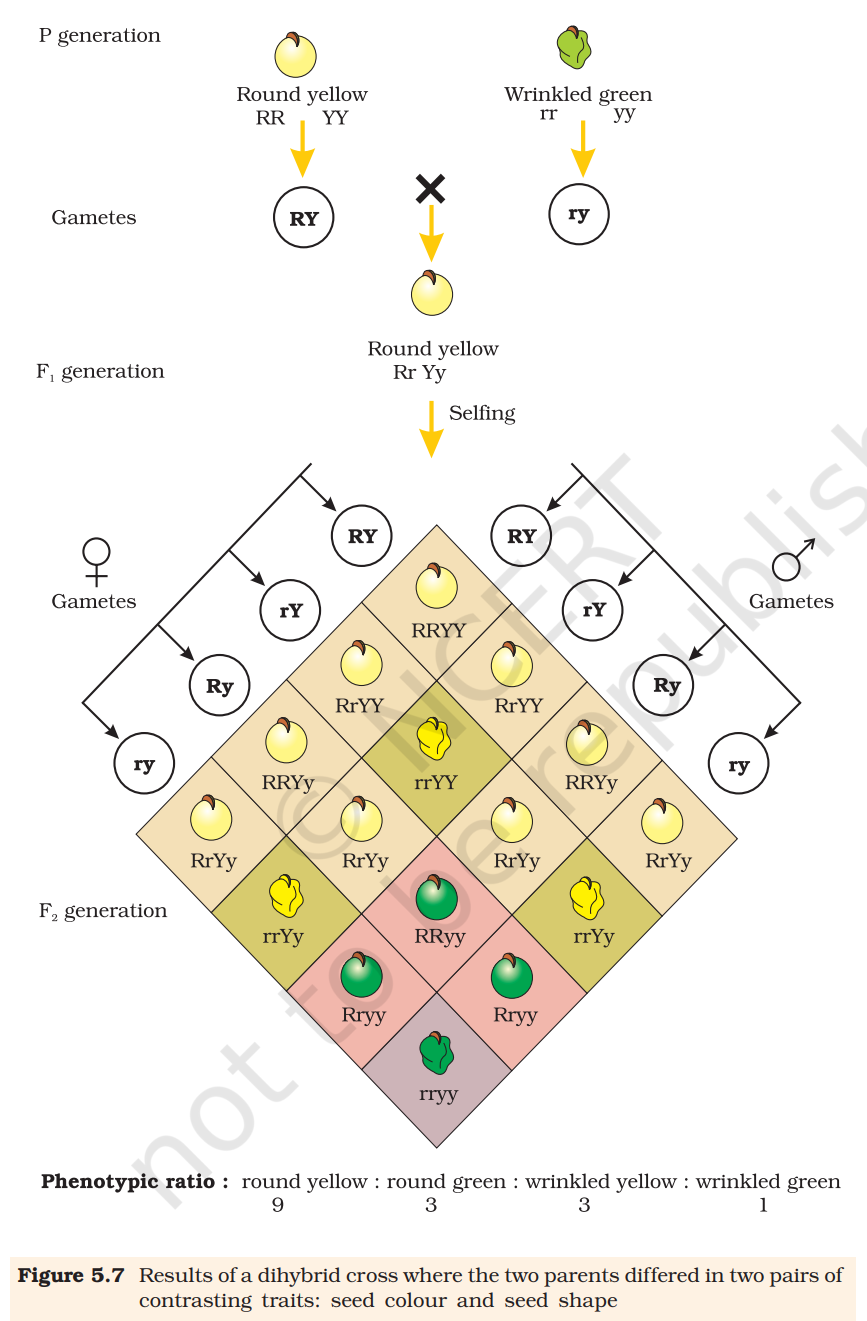 P generation
Round yellow
RR YY
Wrinkled green
rr yy
Gametes
RY
ry
Round yellow
F₁ generation
Rr Yy
Selfing
RY
RY
Gametes
rY
rY
Gametes
Ry
Ry
ry
ry
RRYY
RrYY
RrYY
RRYy
rrYY
RRYy
RrYy
RrYy
RrYy
RrYy
F₂ generation
rrYy
RRyy
rrYy
Rryy
Rryy
rryy
Phenotypic ratio : round yellow : round green : wrinkled yellow : wrinkled green
9 3 3 1
Figure 5.7 Results of a dihybrid cross where the two parents differed in two pairs of
contrasting traits: seed colour and seed shape
© NCERT
not to be republish